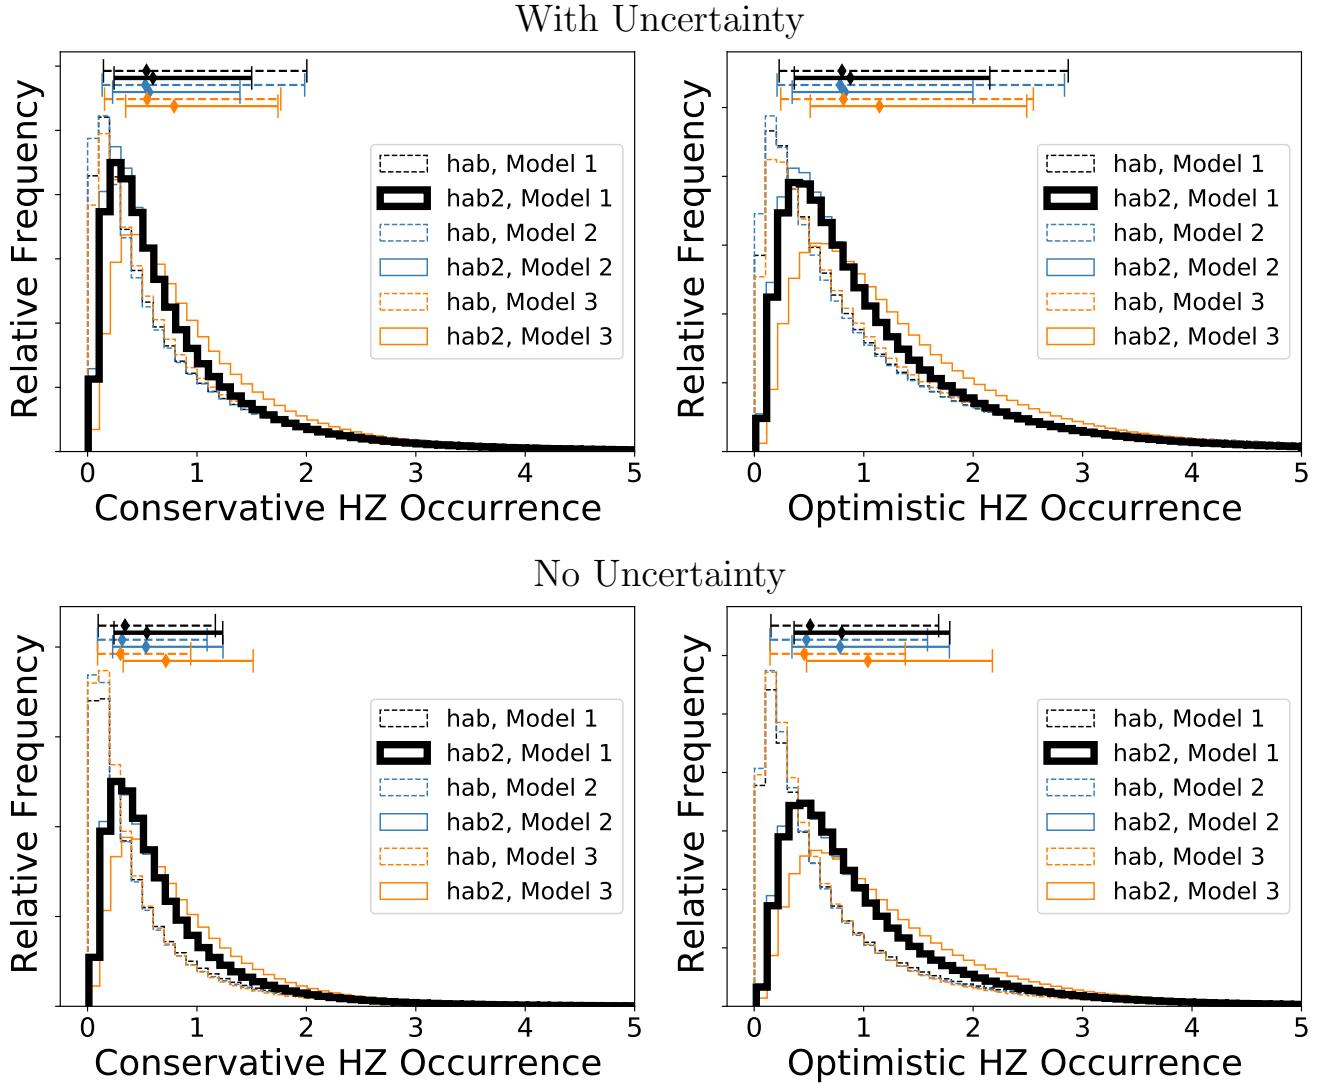 With Uncertainty
Relative Frequency
hab, Model 1
hab2, Model 1
hab, Model 2
hab2, Model 2
hab, Model 3
hab2, Model 3
0 1 2 3 4 5
Conservative HZ Occurrence
Relative Frequency
hab, Model 1
hab2, Model 1
hab, Model 2
hab2, Model 2
hab, Model 3
hab2, Model 3
0 1 2 3 4 5
Optimistic HZ Occurrence
No Uncertainty
Relative Frequency
hab, Model 1
hab2, Model 1
hab, Model 2
hab2, Model 2
hab, Model 3
hab2, Model 3
0 1 2 3 4 5
Conservative HZ Occurrence
Relative Frequency
hab, Model 1
hab2, Model 1
hab, Model 2
hab2, Model 2
hab, Model 3
hab2, Model 3
0 1 2 3 4 5
Optimistic HZ Occurrence